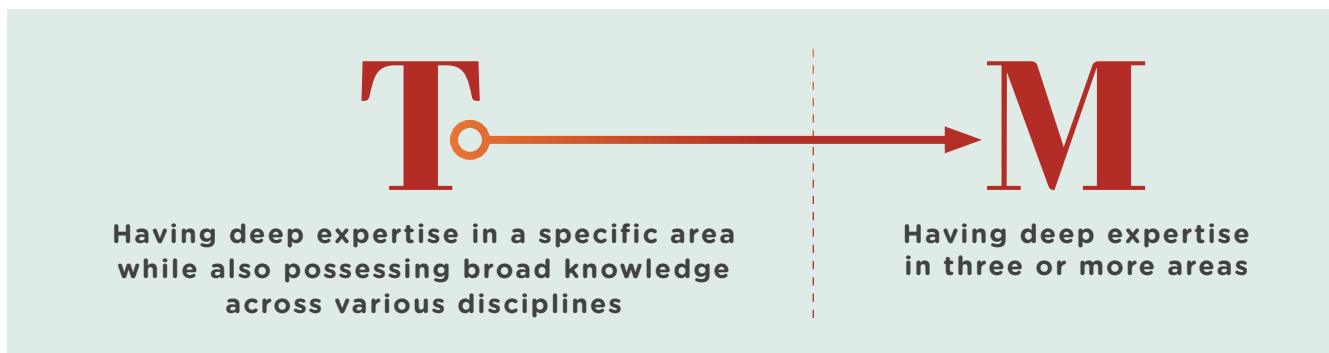 T
Having deep expertise in a specific area
while also possessing broad knowledge
across various disciplines
M
Having deep expertise
in three or more areas